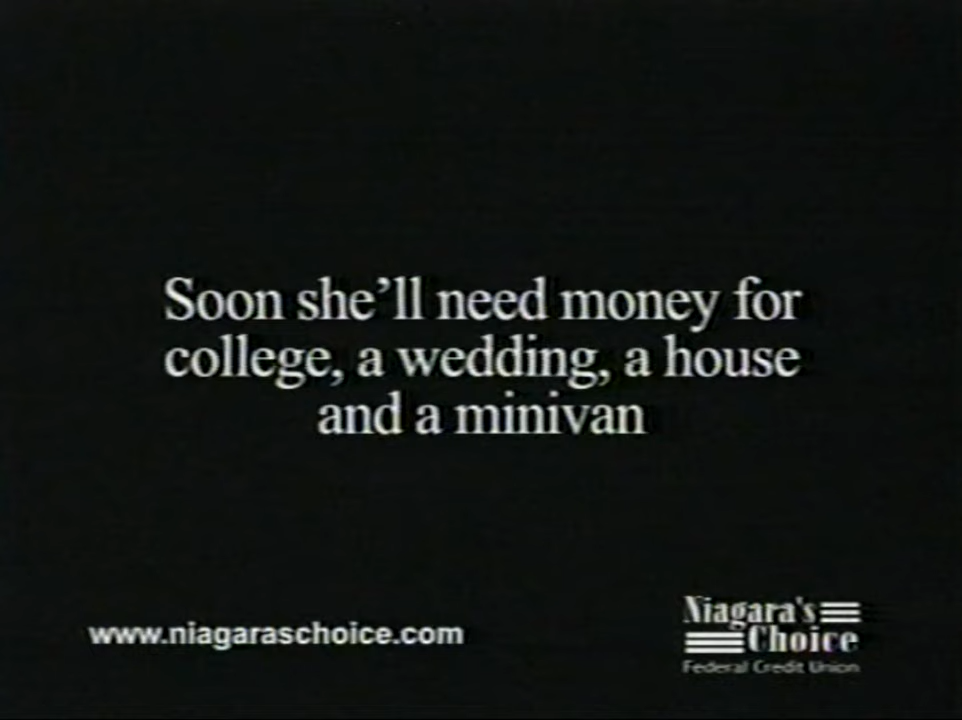 Soon she'll need money for
college, a wedding, a house
and a minivan
www.niagaraschoice.com
Niagara's
Choice
Federal Credit Union